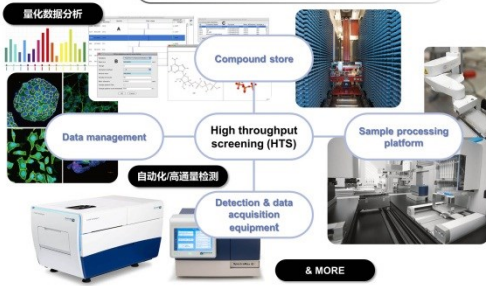 量化数据分析
Compound store
Data management
High throughput
screening (HTS)
Sample processing
platform
自动化/高通量检测
Detection & data
acquisition
equipment
& MORE